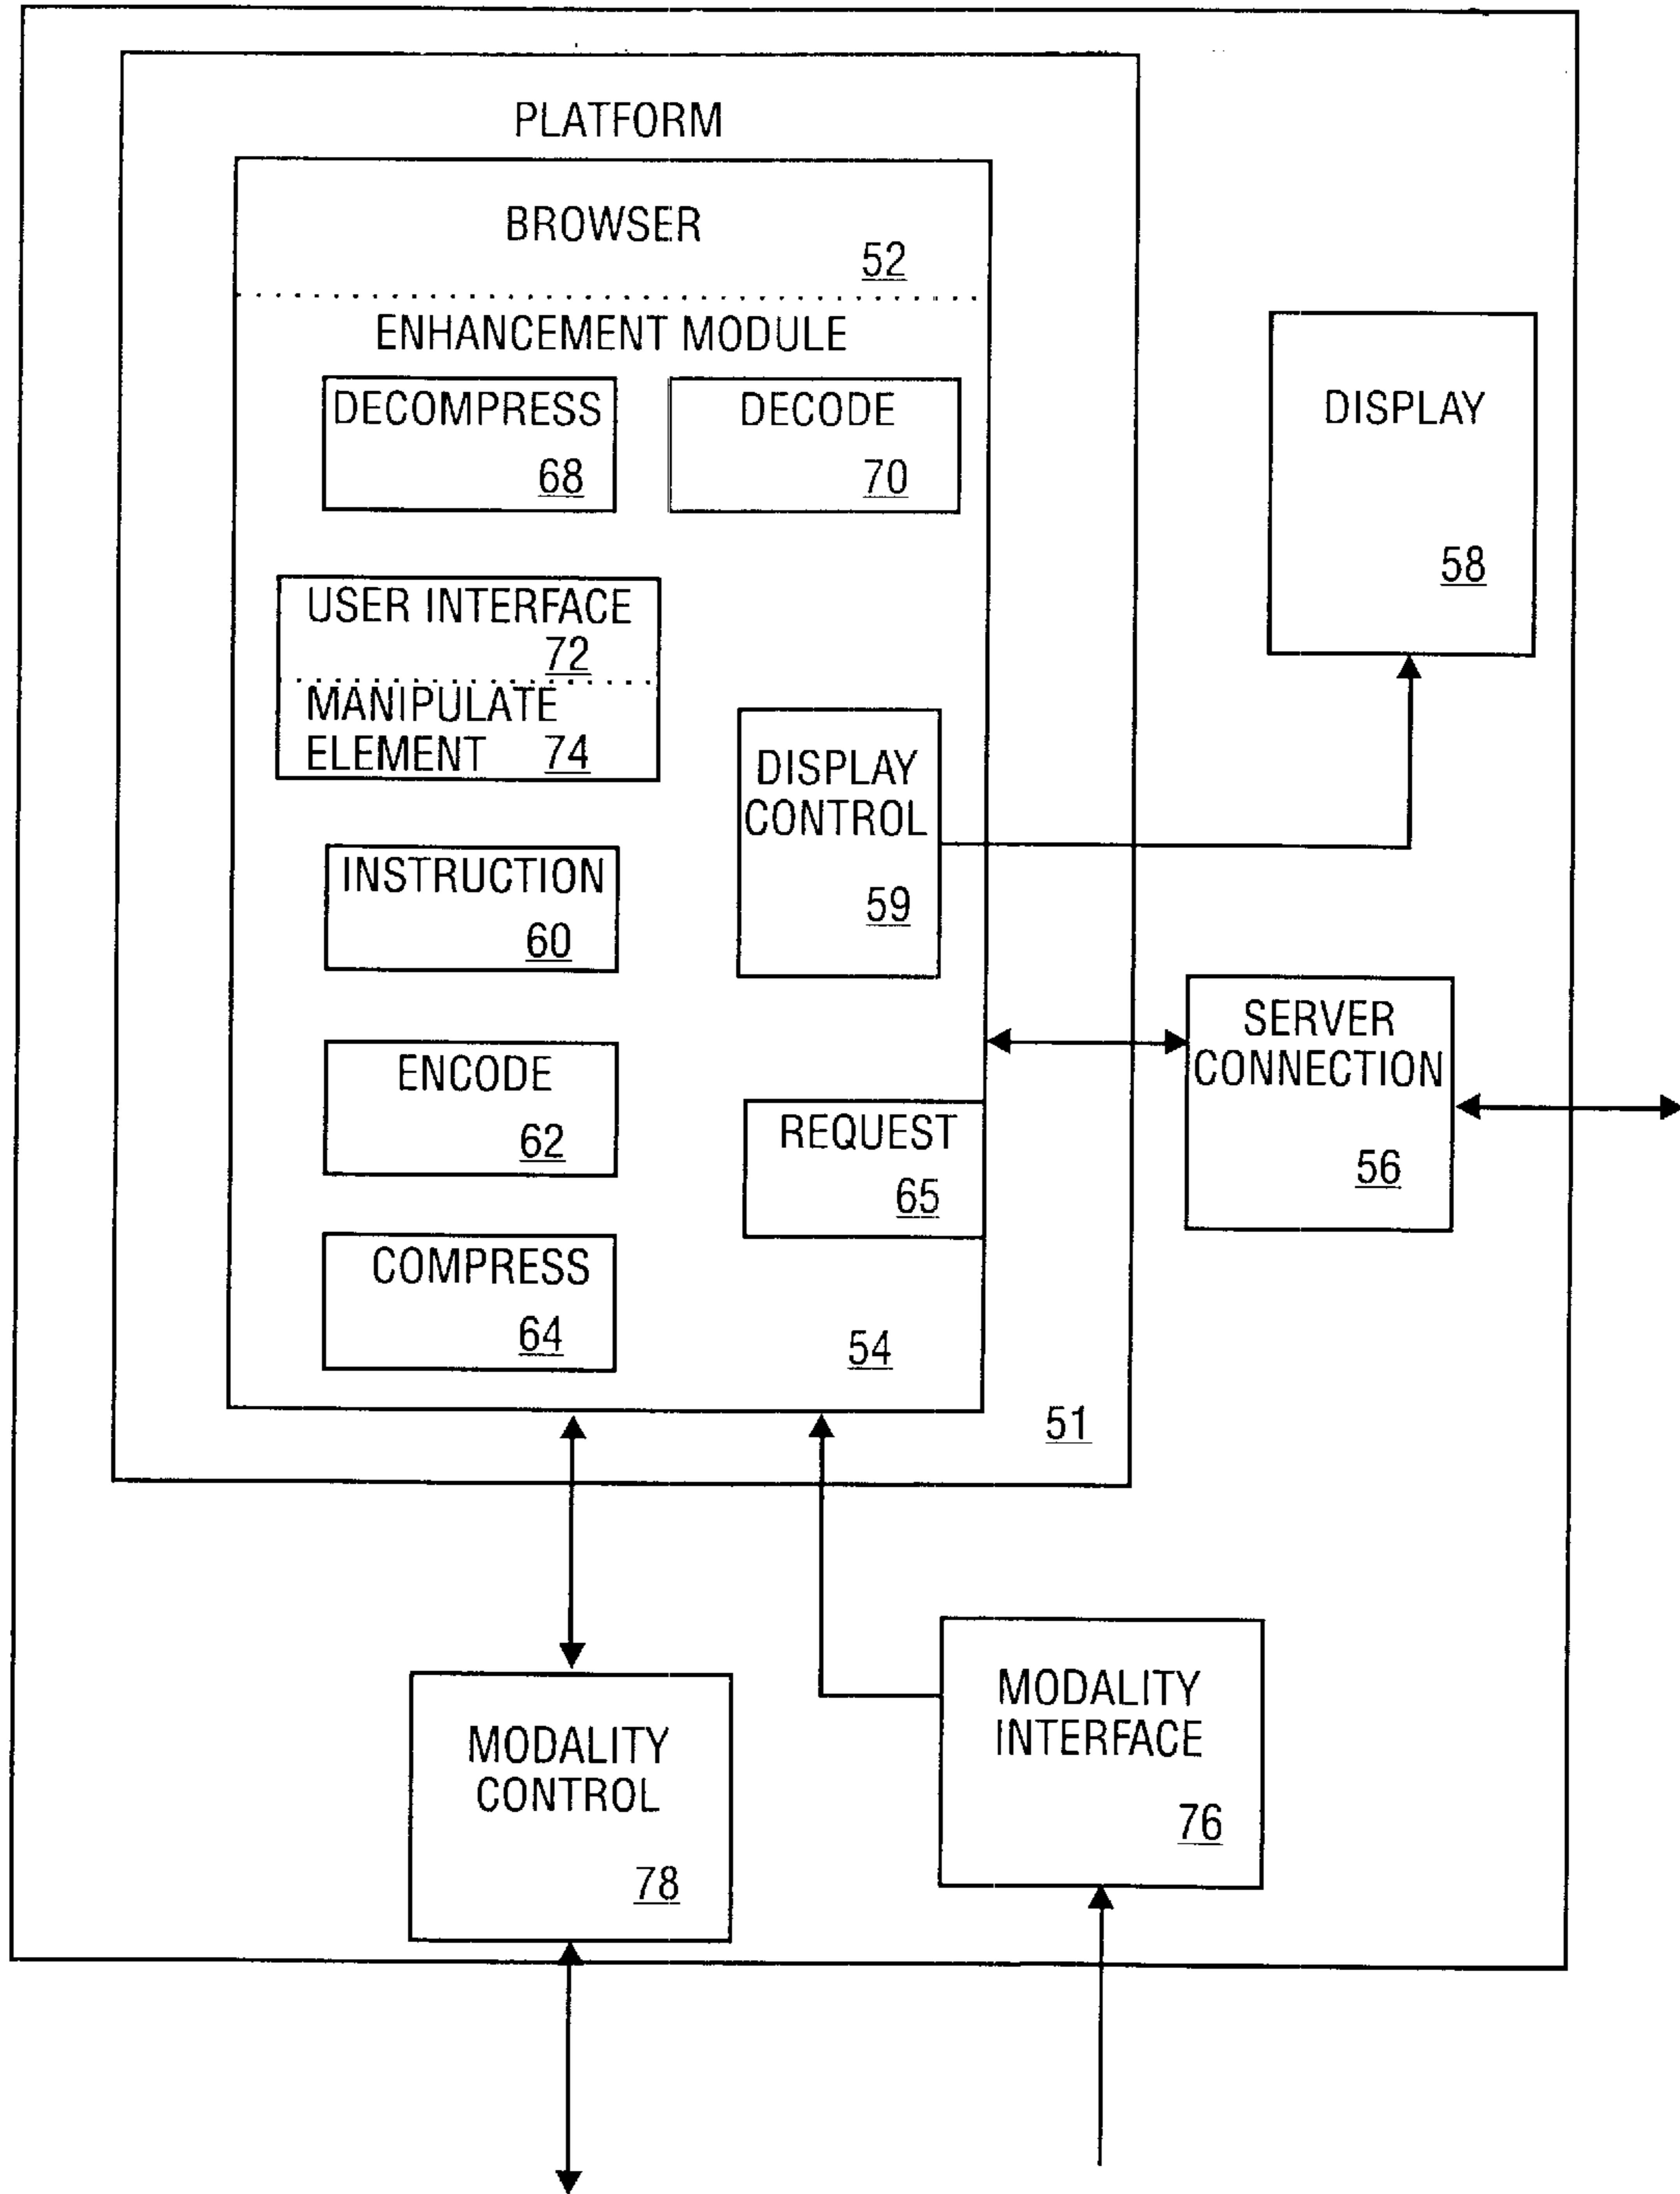 PLATFORM
BROWSER
52
ENHANCEMENT MODULE
DECOMPRESS
68
DECODE
70
DISPLAY
58
USER INTERFACE
72
MANIPULATE
ELEMENT 74
DISPLAY
CONTROL
59
INSTRUCTION
60
SERVER
CONNECTION
56
ENCODE
62
REQUEST
65
COMPRESS
64
54
51
MODALITY
INTERFACE
76
MODALITY
CONTROL
78